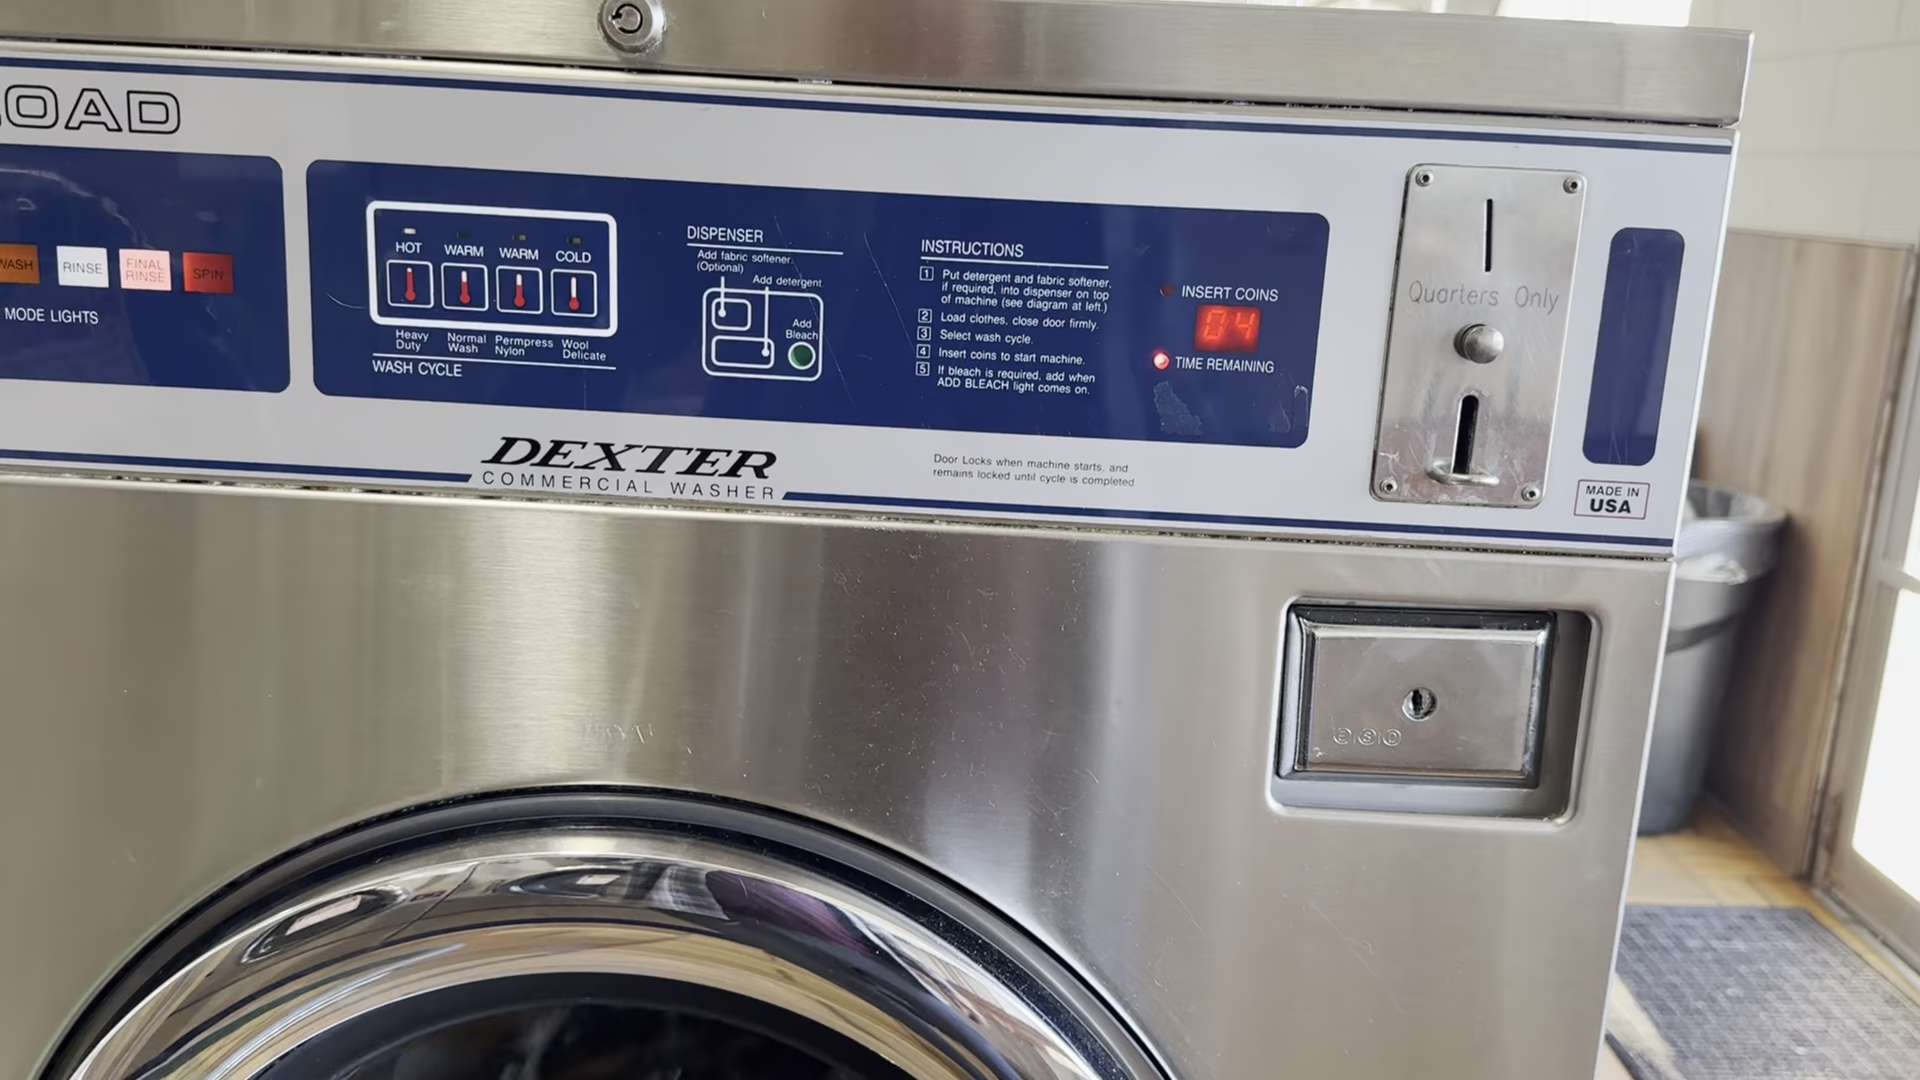 OAD
WASH
RINSE
FINAL
RINSE
SPIN
MODE LIGHTS
HOT
WARM
WARM
COLD
Heavy
Duty
Normal
Wash
Permpress
Nylon
Wool
Delicate
WASH CYCLE
DISPENSER
Add fabric softener.
(Optional)
Add detergent
Add
Bleach
INSTRUCTIONS
1 Put detergent and fabric softener,
if required, into dispenser on top
of machine (see diagram at left.)
2 Load clothes, close door firmly.
3 Select wash cycle.
4 Insert coins to start machine.
5 If bleach is required, add when
ADD BLEACH light comes on.
INSERT COINS
04
TIME REMAINING
Quarters Only
DEXTER
COMMERCIAL WASHER
Door Locks when machine starts, and
remains locked until cycle is completed
MADE IN
USA
ESD